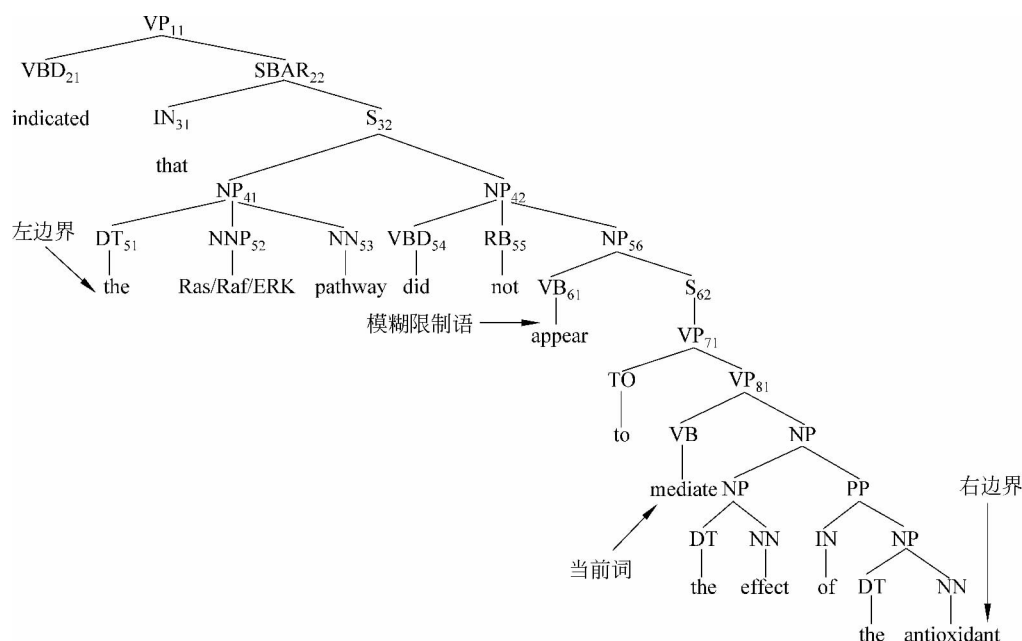 VP11
VBD21 SBAR22
indicated IN31 S32
that
NP41 NP42
左边界 DT51 NNP52 NN53 VBD54 RB55 NP56
the Ras/Raf/ERK pathway did not VB61 S62
模糊限制语 appear
VP71
TO VP81
to VB NP
mediate NP PP 右边界
当前词 DT NN IN NP
the effect of DT NN
the antioxidant